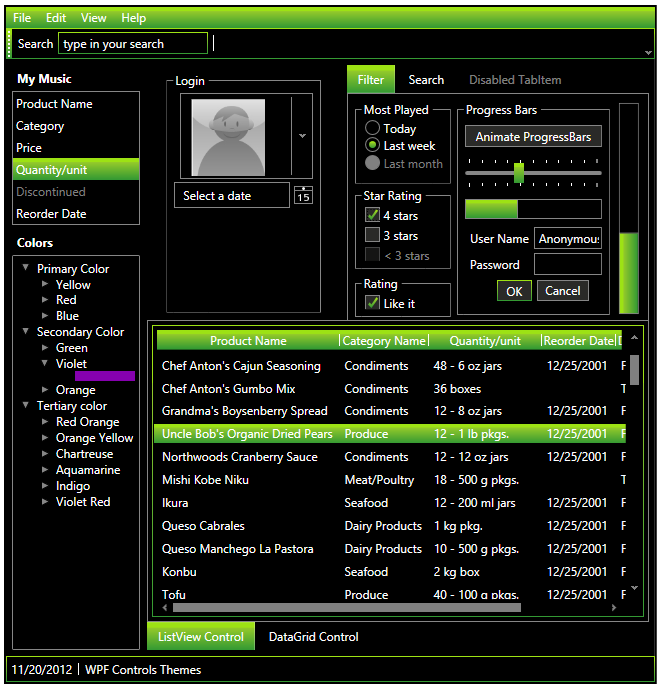 File Edit View Help
Search type in your search
My Music
Product Name
Category
Price
Quantity/unit
Discontinued
Reorder Date
Colors
Primary Color
Yellow
Red
Blue
Secondary Color
Green
Violet
Orange
Tertiary color
Red Orange
Orange Yellow
Chartreuse
Aquamarine
Indigo
Violet Red
Login
Select a date 15
Filter Search Disabled TabItem
Most Played
Today
Last week
Last month
Star Rating
4 stars
3 stars
< 3 stars
Rating
Like it
Progress Bars
Animate ProgressBars
User Name Anonymous
Password
OK Cancel
Product Name Category Name Quantity/unit Reorder Date
Chef Anton's Cajun Seasoning Condiments 48 - 6 oz jars 12/25/2001 F
Chef Anton's Gumbo Mix Condiments 36 boxes T
Grandma's Boysenberry Spread Condiments 12 - 8 oz jars 12/25/2001 F
Uncle Bob's Organic Dried Pears Produce 12 - 1 lb pkgs. 12/25/2001 F
Northwoods Cranberry Sauce Condiments 12 - 12 oz jars 12/25/2001 F
Mishi Kobe Niku Meat/Poultry 18 - 500 g pkgs. T
Ikura Seafood 12 - 200 ml jars 12/25/2001 F
Queso Cabrales Dairy Products 1 kg pkg. 12/25/2001 F
Queso Manchego La Pastora Dairy Products 10 - 500 g pkgs. 12/25/2001 F
Konbu Seafood 2 kg box 12/25/2001 F
Tofu Produce 40 - 100 g pkgs. 12/25/2001 F
ListView Control DataGrid Control
11/20/2012 WPF Controls Themes